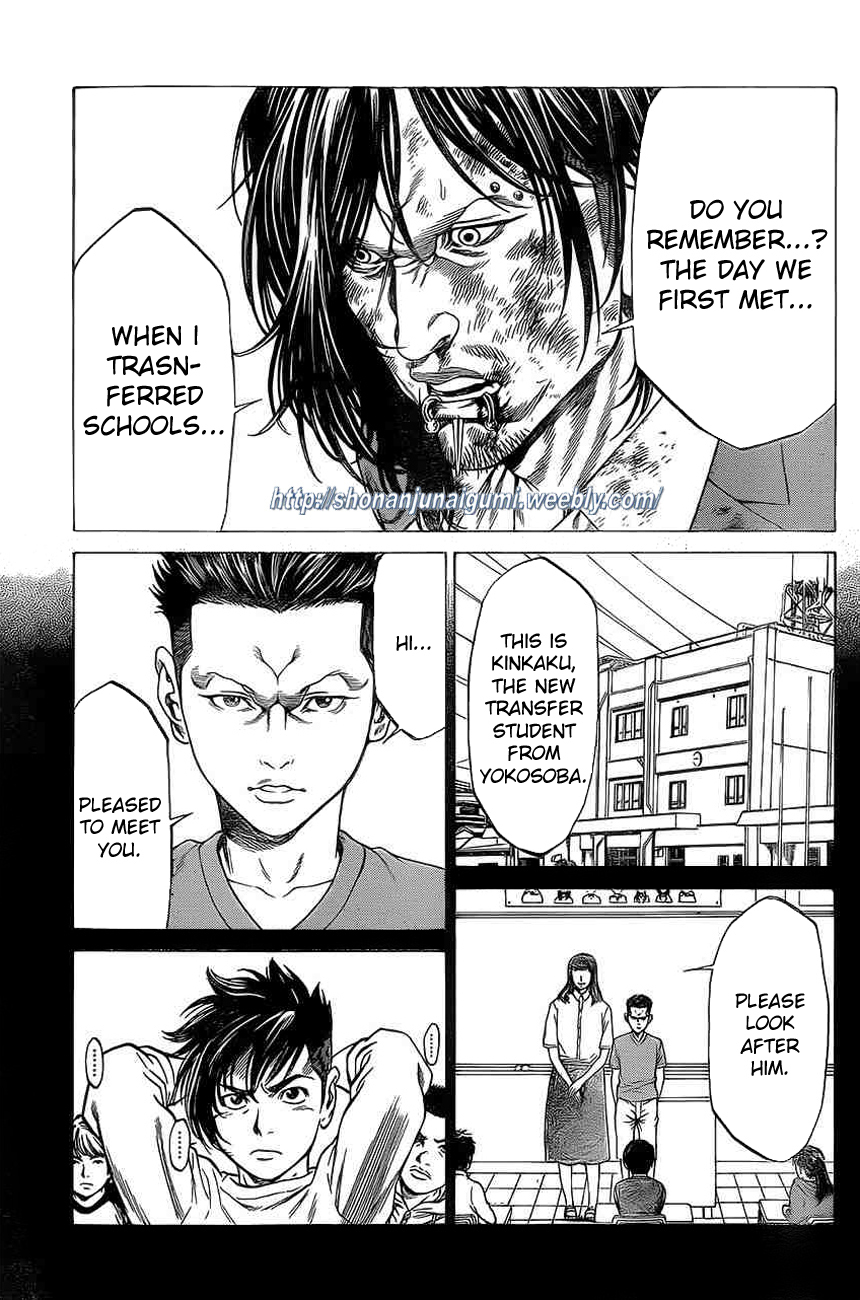 DO YOU
REMEMBER...?
THE DAY WE
FIRST MET...
WHEN I
TRASN-
FERRED
SCHOOLS...
http://shonanjunaigumi.weebly.com/
THIS IS
KINKAKU,
THE NEW
TRANSFER
STUDENT
FROM
YOKOSOBA.
HI...
PLEASED
TO MEET
YOU.
PLEASE
LOOK
AFTER
HIM.
......
......